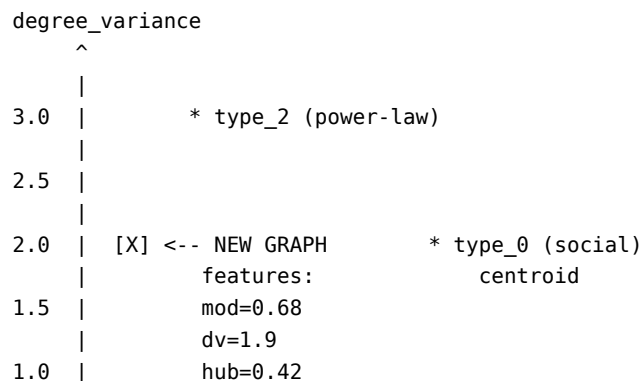 degree_variance
^
|
3.0 | * type_2 (power-law)
|
2.5 |
|
2.0 | [X] <-- NEW GRAPH * type_0 (social)
| features: centroid
1.5 | mod=0.68
| dv=1.9
1.0 | hub=0.42